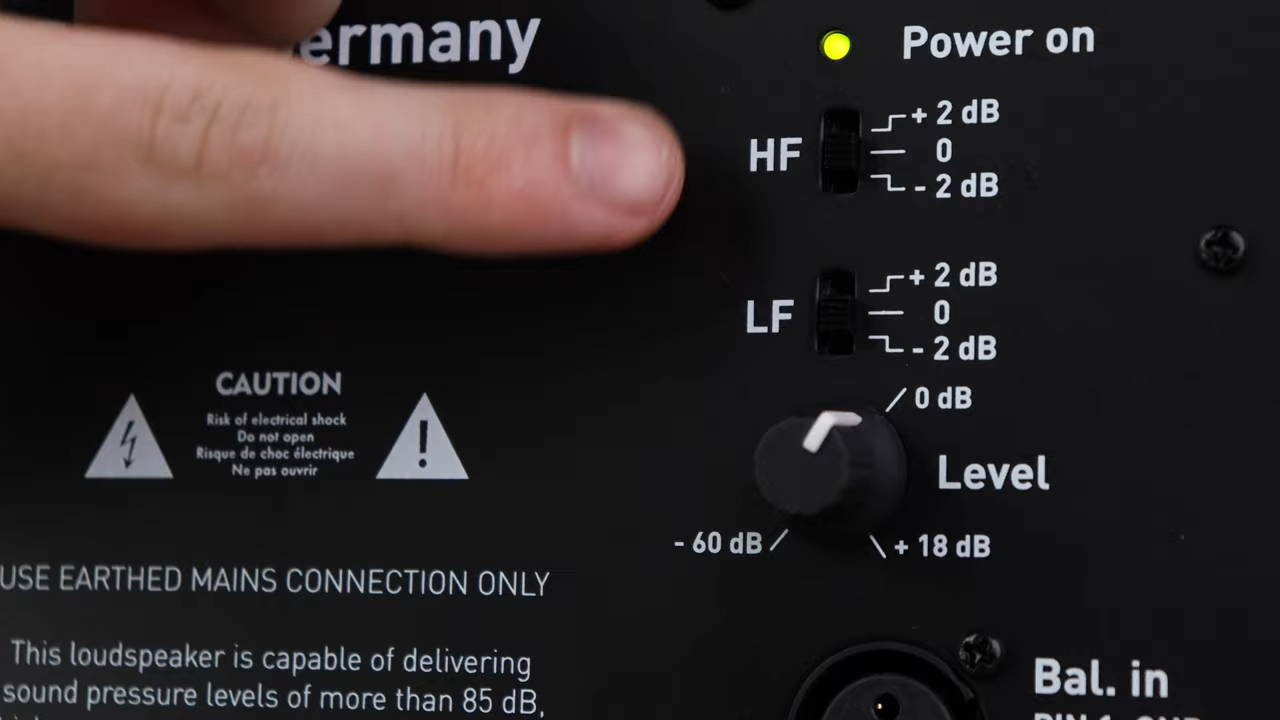 ermany
Power on
HF
+ 2 dB
0
- 2 dB
LF
+ 2 dB
0
- 2 dB
CAUTION
Risk of electrical shock
Do not open
Risque de choc électrique
Ne pas ouvrir
0 dB
Level
- 60 dB
+ 18 dB
USE EARTHED MAINS CONNECTION ONLY
This loudspeaker is capable of delivering
sound pressure levels of more than 85 dB,
Bal. in